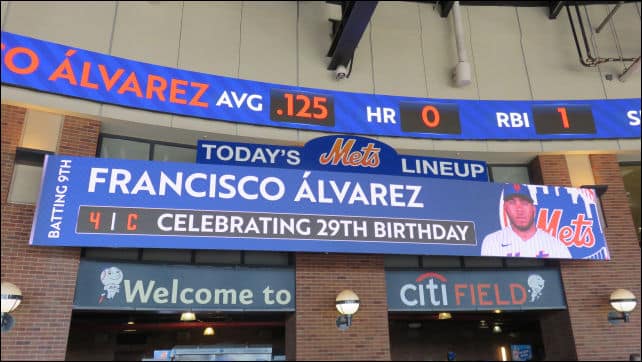 O ÁLVAREZ AVG .125 HR 0 RBI 1 S
TODAY'S Mets LINEUP
BATTING 9TH
FRANCISCO ÁLVAREZ
4 | C CELEBRATING 29TH BIRTHDAY
Mets
Welcome to
citi FIELD